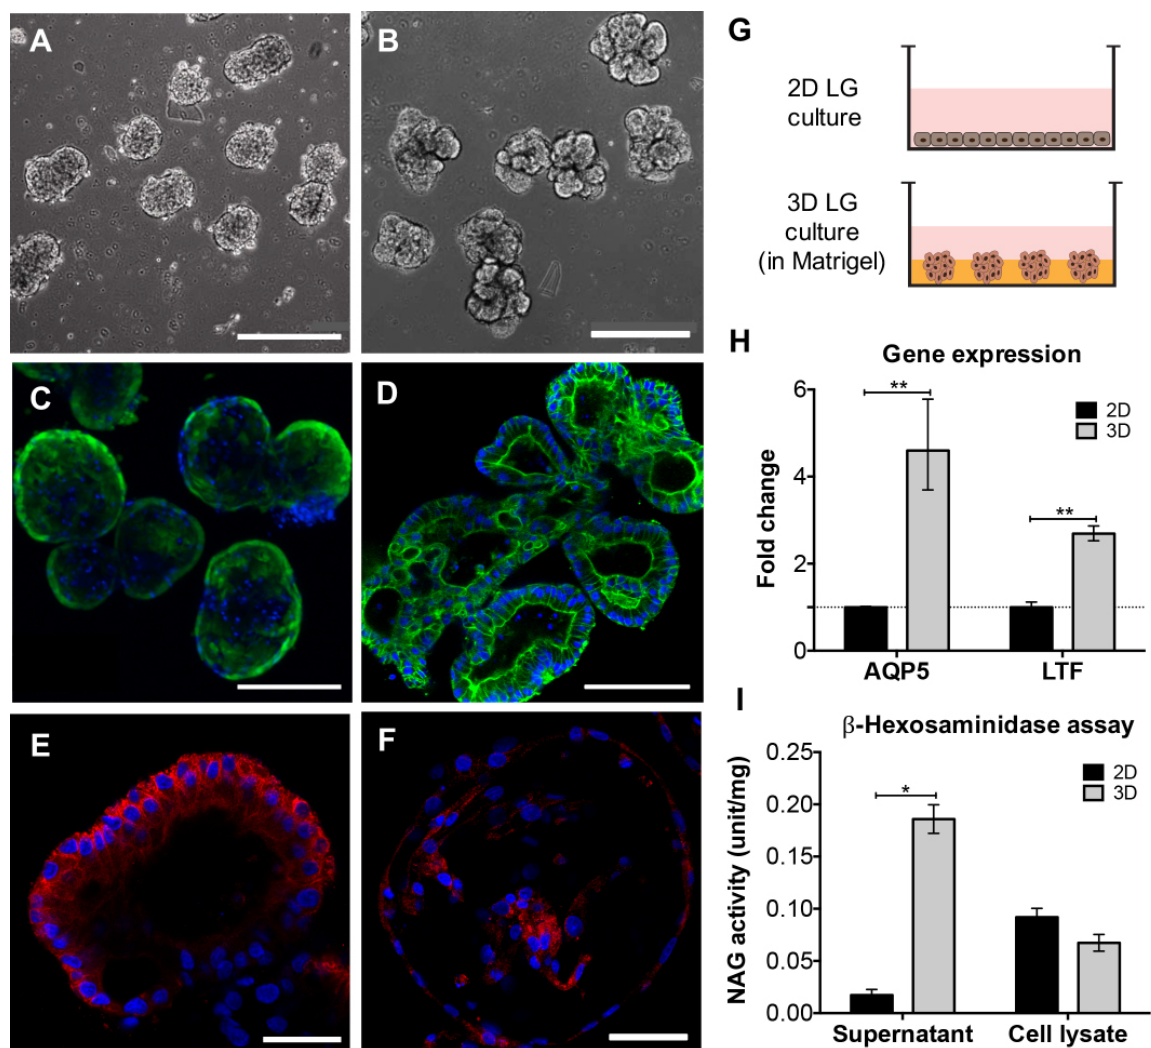 A
B
C
D
E
F
G
2D LG
culture
3D LG
culture
(in Matrigel)
H
Gene expression
Fold change
6
4
2
0
**
**
2D
3D
AQP5
LTF
I
β-Hexosaminidase assay
NAG activity (unit/mg)
0.25
0.20
0.15
0.10
0.05
0.00
*
2D
3D
Supernatant
Cell lysate